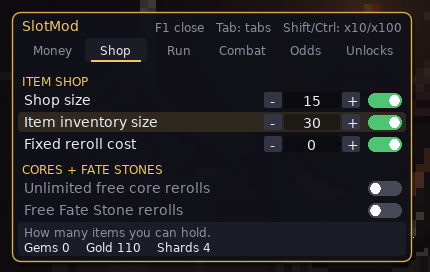 SlotMod F1 close Tab: tabs Shift/Ctrl: x10/x100
Money Shop Run Combat Odds Unlocks
ITEM SHOP
Shop size - 15 +
Item inventory size - 30 +
Fixed reroll cost - 0 +
CORES + FATE STONES
Unlimited free core rerolls
Free Fate Stone rerolls
How many items you can hold.
Gems 0 Gold 110 Shards 4